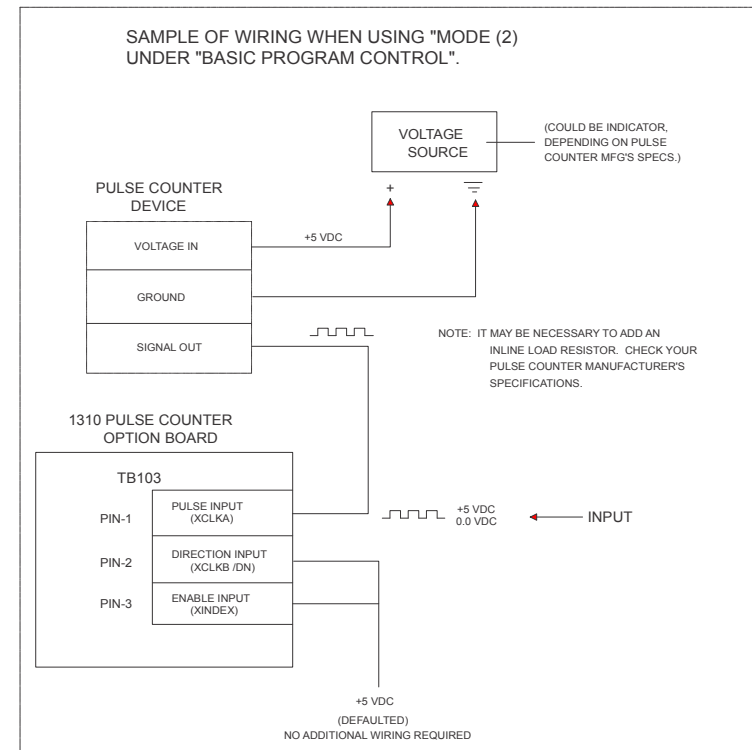 SAMPLE OF WIRING WHEN USING "MODE (2)
UNDER "BASIC PROGRAM CONTROL".
VOLTAGE
SOURCE
(COULD BE INDICATOR,
DEPENDING ON PULSE
COUNTER MFG'S SPECS.)
+
PULSE COUNTER
DEVICE
VOLTAGE IN
+5 VDC
GROUND
SIGNAL OUT
NOTE: IT MAY BE NECESSARY TO ADD AN
INLINE LOAD RESISTOR. CHECK YOUR
PULSE COUNTER MANUFACTURER'S
SPECIFICATIONS.
1310 PULSE COUNTER
OPTION BOARD
TB103
PIN-1
PULSE INPUT
(XCLKA)
+5 VDC
0.0 VDC
INPUT
PIN-2
DIRECTION INPUT
(XCLKB /DN)
PIN-3
ENABLE INPUT
(XINDEX)
+5 VDC
(DEFAULTED)
NO ADDITIONAL WIRING REQUIRED